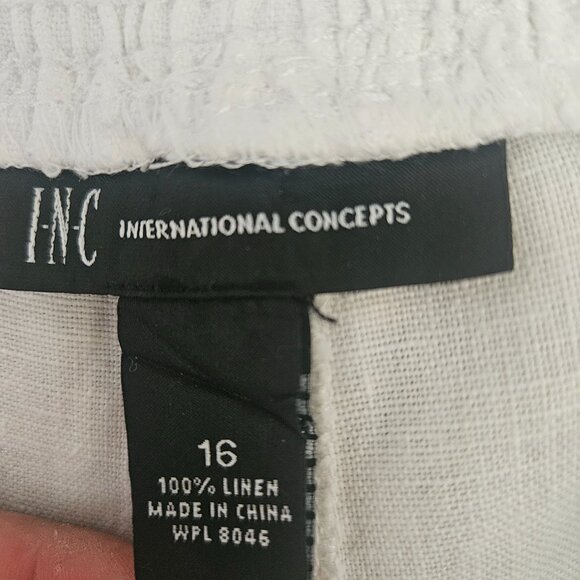 I-N-C INTERNATIONAL CONCEPTS
16
100% LINEN
MADE IN CHINA
WPL 8046